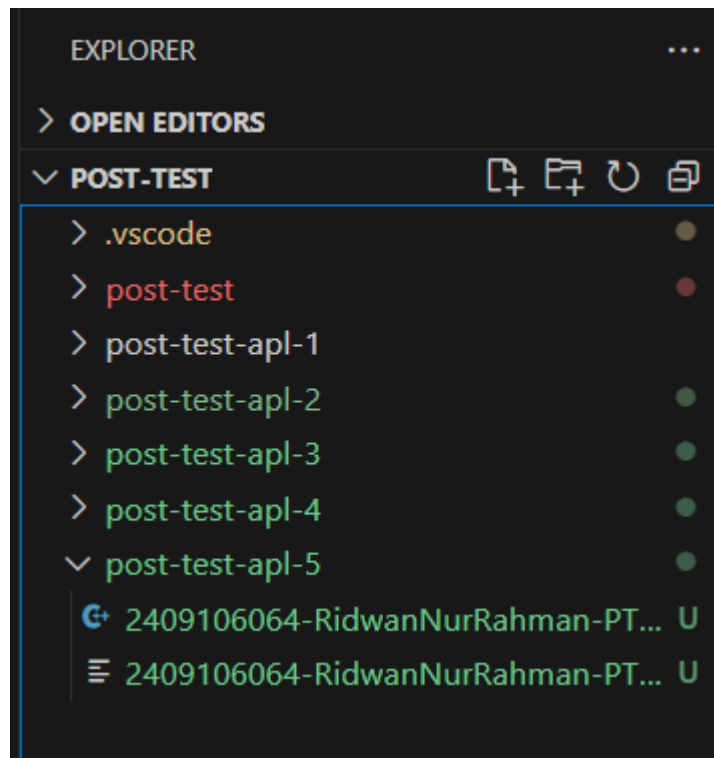 EXPLORER
OPEN EDITORS
POST-TEST
.vscode
post-test
post-test-apl-1
post-test-apl-2
post-test-apl-3
post-test-apl-4
post-test-apl-5
2409106064-RidwanNurRahman-PT... U
2409106064-RidwanNurRahman-PT... U